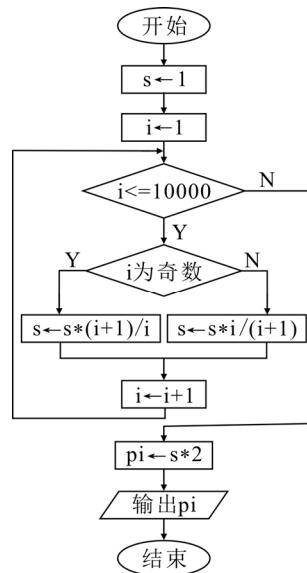 开始
s←1
i←1
i<=10000
N
Y
Y
i为奇数
N
s←s*(i+1)/i
s←s*i/(i+1)
i←i+1
pi←s*2
输出pi
结束